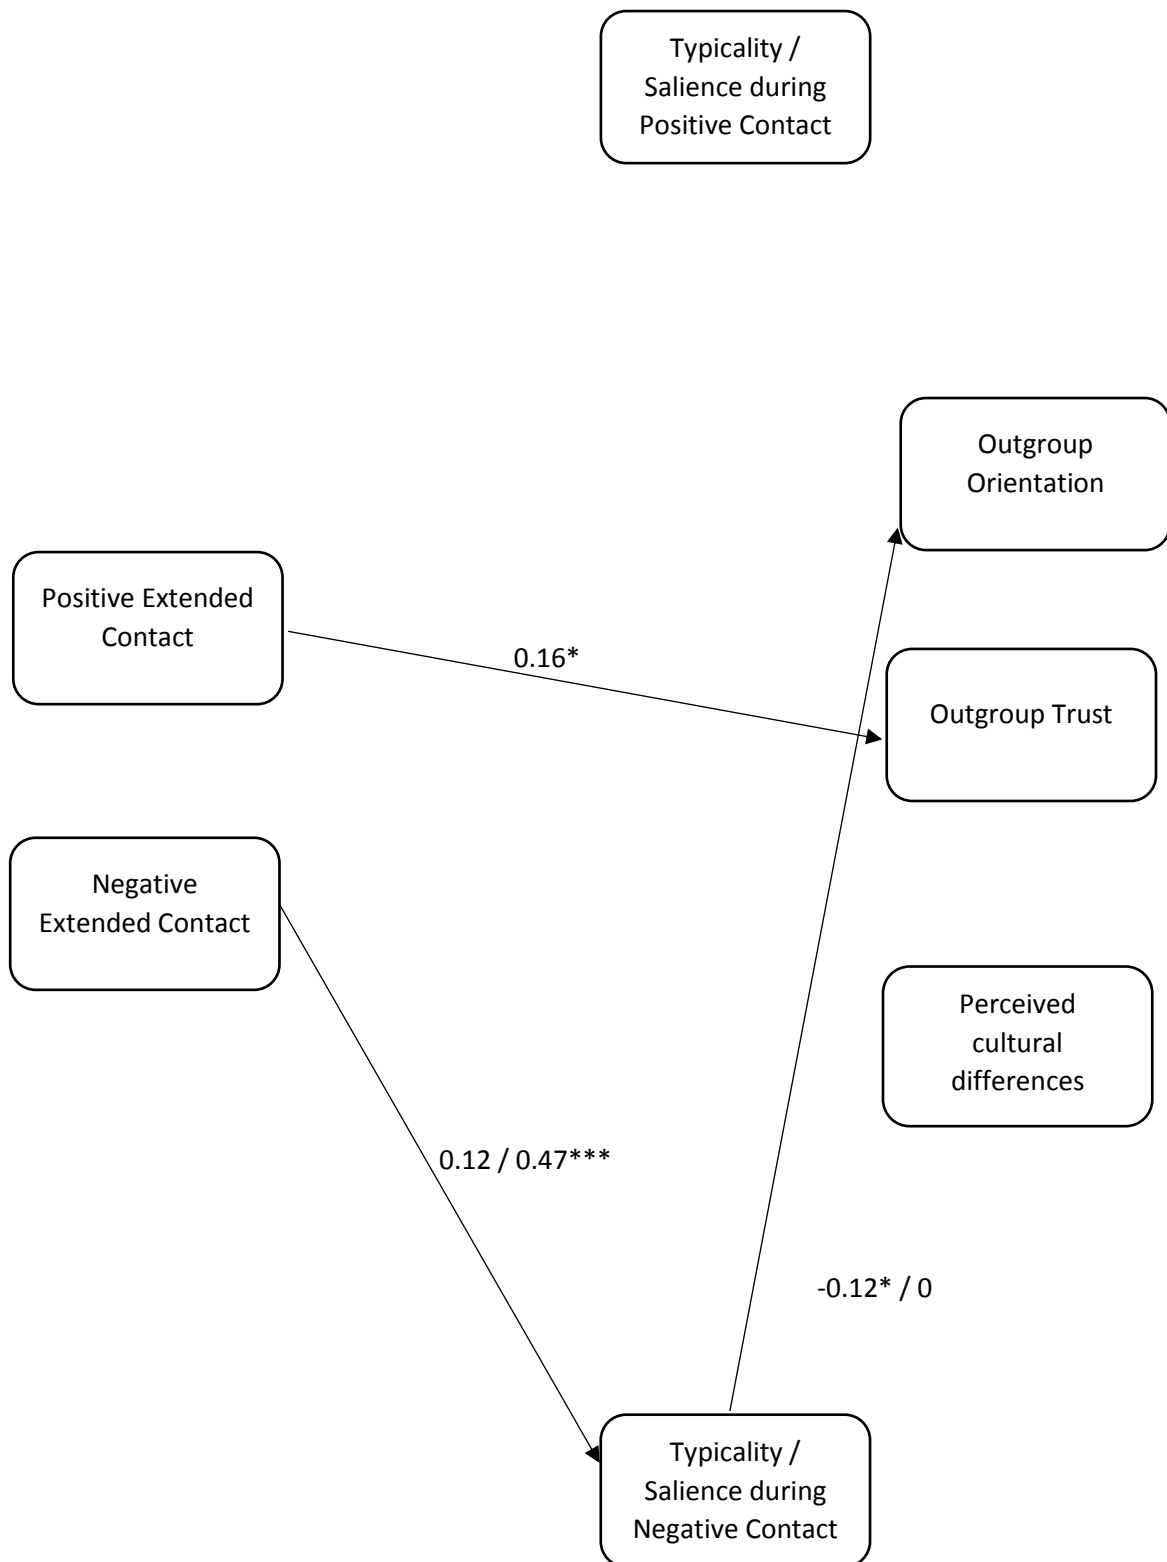 Typicality /
Salience during
Positive Contact
Outgroup
Orientation
Positive Extended
Contact
0.16*
Outgroup Trust
Negative
Extended Contact
Perceived
cultural
differences
0.12 / 0.47***
-0.12* / 0
Typicality /
Salience during
Negative Contact